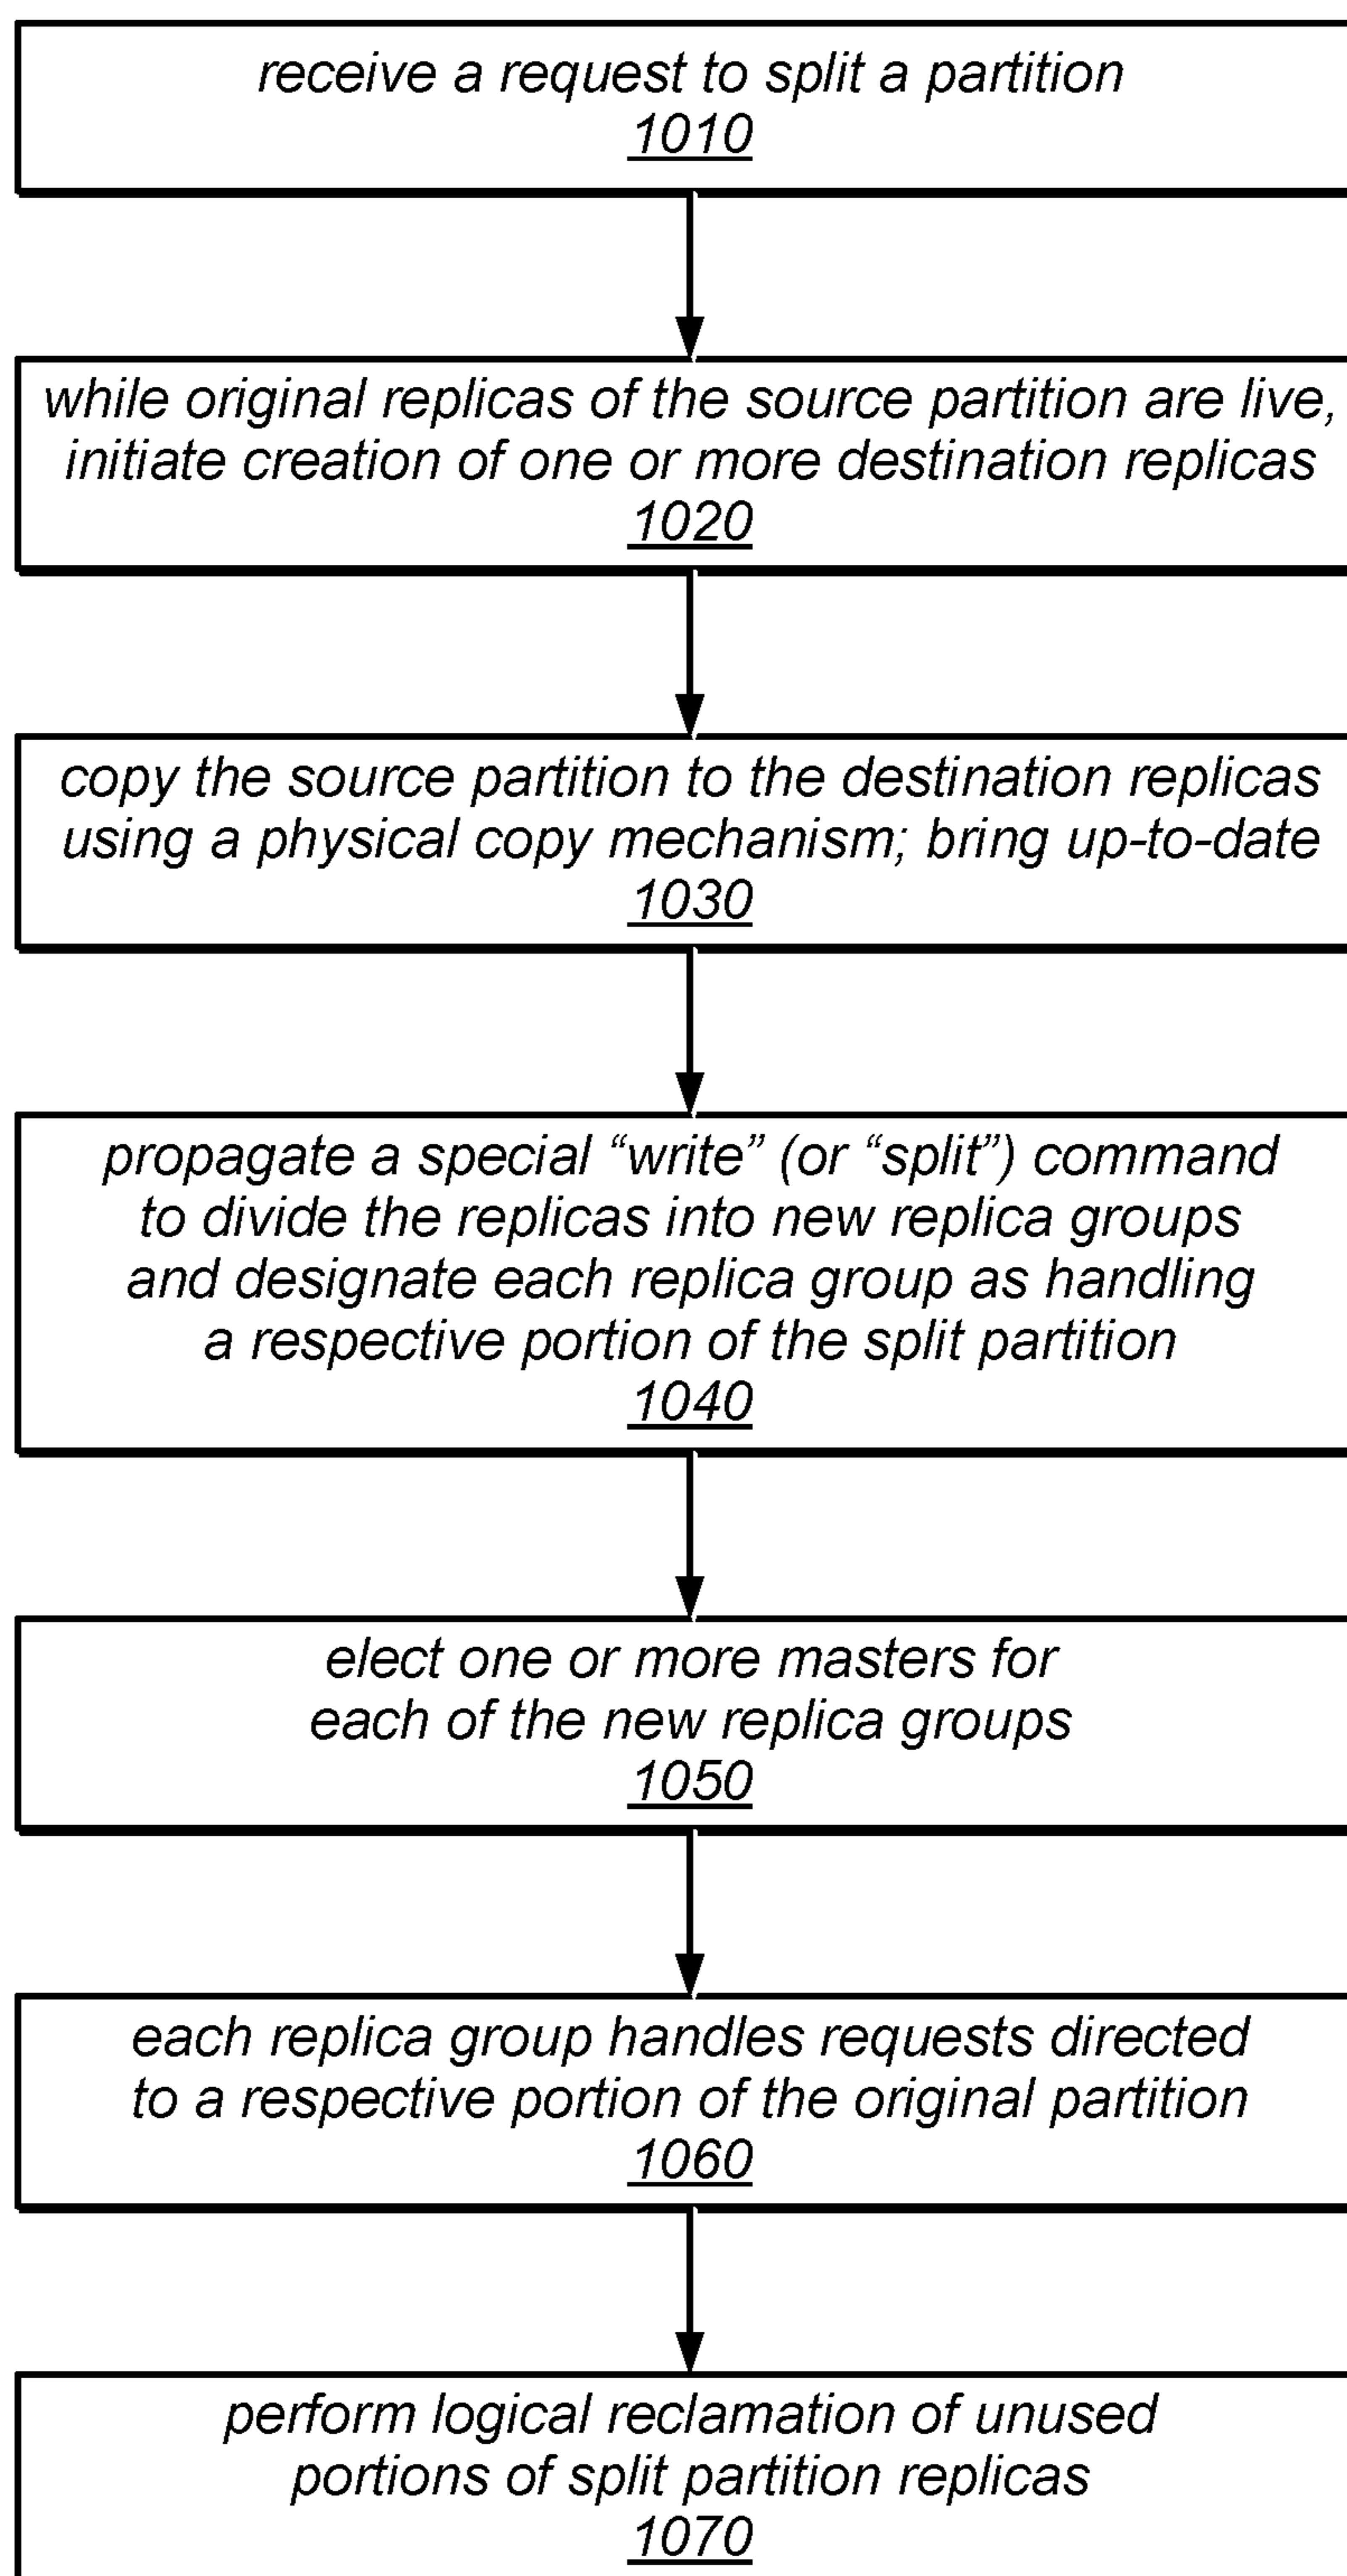 receive a request to split a partition
1010
while original replicas of the source partition are live,
initiate creation of one or more destination replicas
1020
copy the source partition to the destination replicas
using a physical copy mechanism; bring up-to-date
1030
propagate a special “write” (or “split”) command
to divide the replicas into new replica groups
and designate each replica group as handling
a respective portion of the split partition
1040
elect one or more masters for
each of the new replica groups
1050
each replica group handles requests directed
to a respective portion of the original partition
1060
perform logical reclamation of unused
portions of split partition replicas
1070